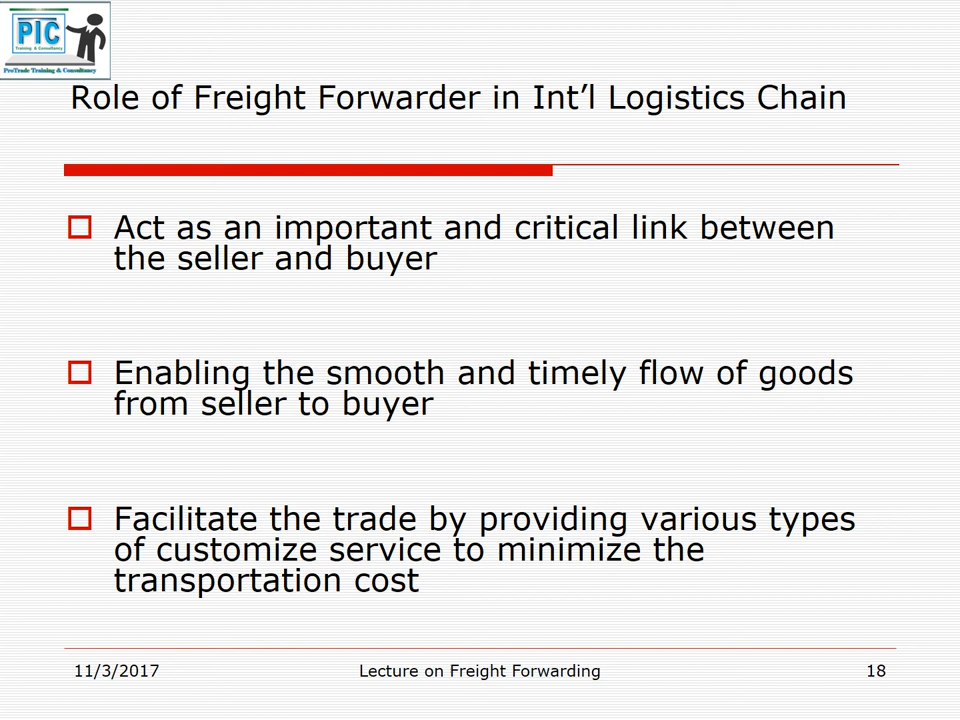 PIC
Training & Consultancy
ProTrade Training & Consultancy
Role of Freight Forwarder in Int’l Logistics Chain
Act as an important and critical link between
the seller and buyer
Enabling the smooth and timely flow of goods
from seller to buyer
Facilitate the trade by providing various types
of customize service to minimize the
transportation cost
11/3/2017 Lecture on Freight Forwarding 18